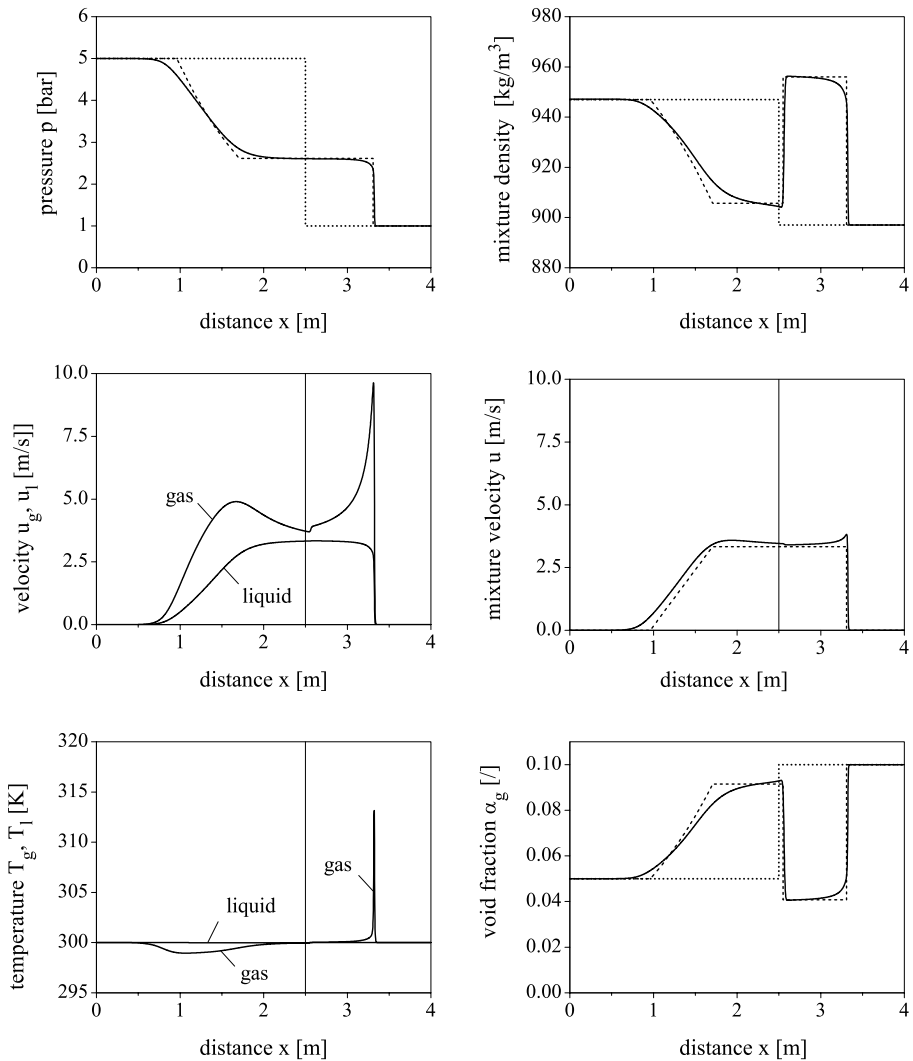 pressure p [bar]
6
5
4
3
2
1
0
0 1 2 3 4
distance x [m]
mixture density [kg/m³]
980
960
940
920
900
880
0 1 2 3 4
distance x [m]
velocity u_g, u_l [m/s]]
10.0
7.5
5.0
2.5
0.0
gas
liquid
0 1 2 3 4
distance x [m]
mixture velocity u [m/s]
10.0
7.5
5.0
2.5
0.0
0 1 2 3 4
distance x [m]
temperature T_g, T_l [K]
320
315
310
305
300
295
gas
liquid
gas
0 1 2 3 4
distance x [m]
void fraction α_g [/]
0.10
0.08
0.06
0.04
0.02
0.00
0 1 2 3 4
distance x [m]